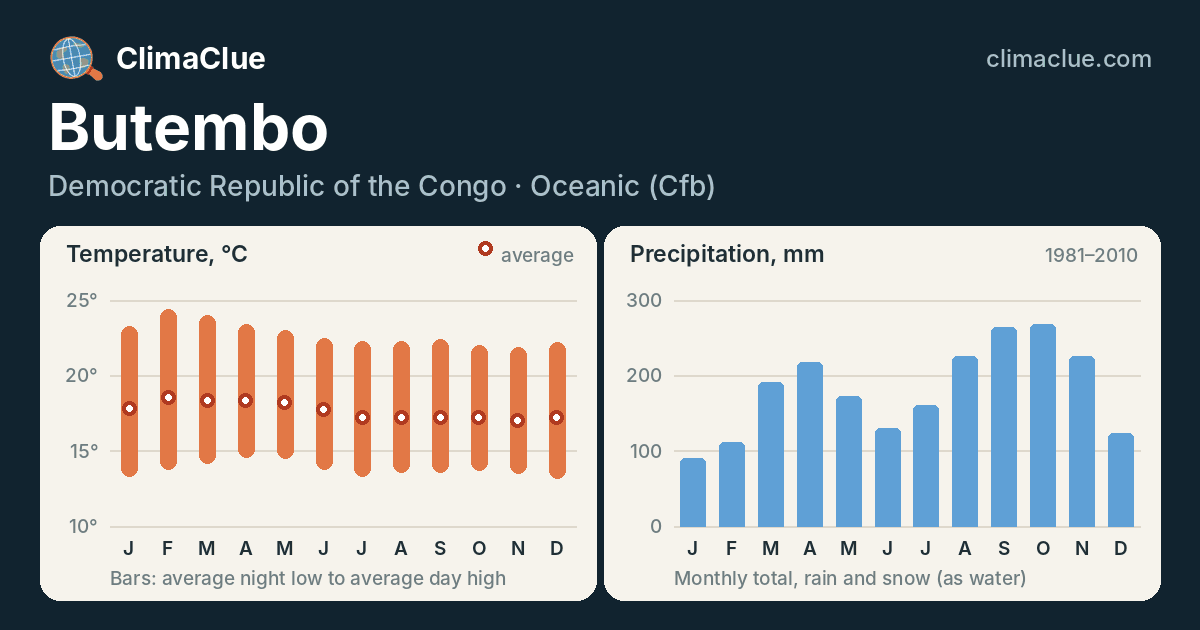 ClimaClue
climaclue.com
Butembo
Democratic Republic of the Congo · Oceanic (Cfb)
Temperature, °C
average
25°
20°
15°
10°
J F M A M J J A S O N D
Bars: average night low to average day high
Precipitation, mm
1981–2010
300
200
100
0
J F M A M J J A S O N D
Monthly total, rain and snow (as water)